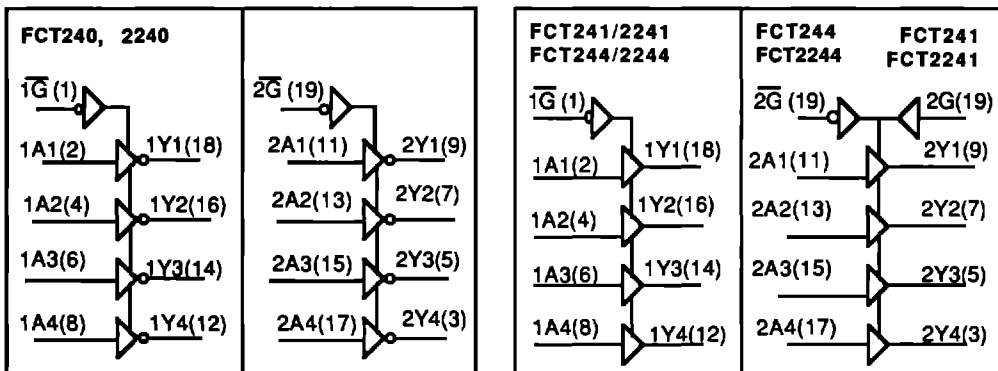 FCT240, 2240
1G̅ (1)
1A1(2)
1Y1(18)
1A2(4)
1Y2(16)
1A3(6)
1Y3(14)
1A4(8)
1Y4(12)
2G̅ (19)
2A1(11)
2Y1(9)
2A2(13)
2Y2(7)
2A3(15)
2Y3(5)
2A4(17)
2Y4(3)
FCT241/2241
FCT244/2244
1G̅ (1)
1A1(2)
1Y1(18)
1A2(4)
1Y2(16)
1A3(6)
1Y3(14)
1A4(8)
1Y4(12)
FCT244
FCT2244
FCT241
FCT2241
2G̅ (19)
2G(19)
2A1(11)
2Y1(9)
2A2(13)
2Y2(7)
2A3(15)
2Y3(5)
2A4(17)
2Y4(3)